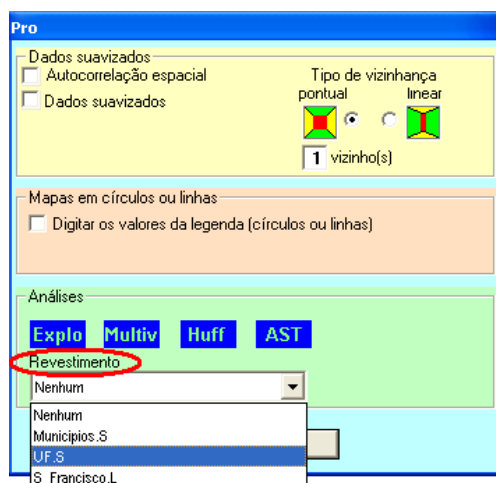 Pro
Dados suavizados
Autocorrelação espacial
Dados suavizados
Tipo de vizinhança
pontual linear
1 vizinho(s)
Mapas em círculos ou linhas
Digitar os valores da legenda (círculos ou linhas)
Análises
Explo Multiv Huff AST
Revestimento
Nenhum
Nenhum
Municipios.S
UF.S
S_Francisco.L